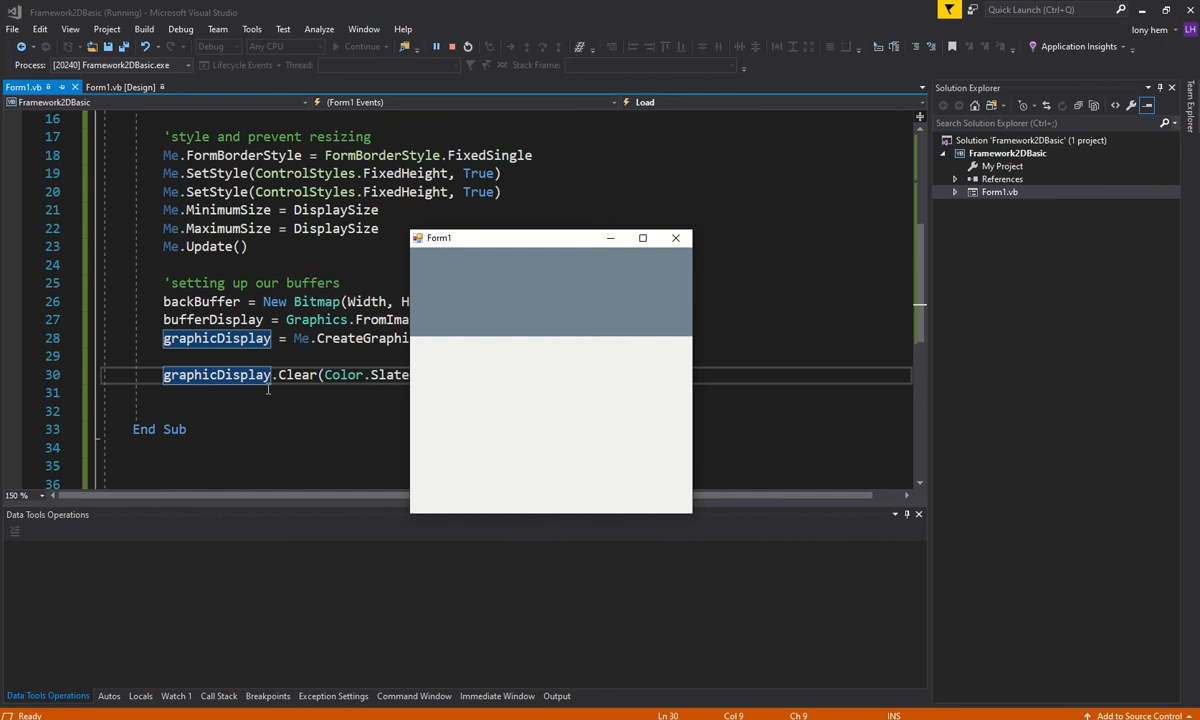 Framework2DBasic (Running) - Microsoft Visual Studio
Quick Launch (Ctrl+Q)
File Edit View Project Build Debug Team Tools Test Analyze Window Help
lony hem LH
Debug Any CPU Continue Application Insights
Process: [20240] Framework2DBasic.exe Lifecycle Events Thread: Stack Frame:
Form1.vb Form1.vb [Design]
Framework2DBasic (Form1 Events) Load
16
17 'style and prevent resizing
18 Me.FormBorderStyle = FormBorderStyle.FixedSingle
19 Me.SetStyle(ControlStyles.FixedHeight, True)
20 Me.SetStyle(ControlStyles.FixedHeight, True)
21 Me.MinimumSize = DisplaySize
22 Me.MaximumSize = DisplaySize
23 Me.Update()
24
25 'setting up our buffers
26 backBuffer = New Bitmap(Width, H
27 bufferDisplay = Graphics.FromIma
28 graphicDisplay = Me.CreateGraphi
29
30 graphicDisplay.Clear(Color.Slate
31
32
33 End Sub
34
35
36
150 %
Form1
Solution Explorer
Search Solution Explorer (Ctrl+;)
Solution 'Framework2DBasic' (1 project)
Framework2DBasic
My Project
References
Form1.vb
Team Explorer
Data Tools Operations
Data Tools Operations Autos Locals Watch 1 Call Stack Breakpoints Exception Settings Command Window Immediate Window Output
Ready Ln 30 Col 9 Ch 9 INS Add to Source Control